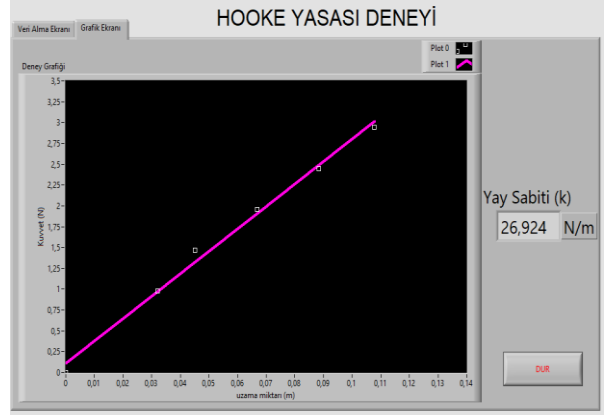 HOOKE YASASI DENEYİ
Veri Alma Ekranı
Grafik Ekranı
Plot 0
Plot 1
Deney Grafiği
3,5-
3,25-
3-
2,75-
2,5-
2,25-
2-
1,75-
1,5-
1,25-
1-
0,75-
0,5-
0,25-
0-
Kuvvet (N)
0 0,01 0,02 0,03 0,04 0,05 0,06 0,07 0,08 0,09 0,1 0,11 0,12 0,13 0,14
uzama miktarı (m)
Yay Sabiti (k)
26,924 N/m
DUR